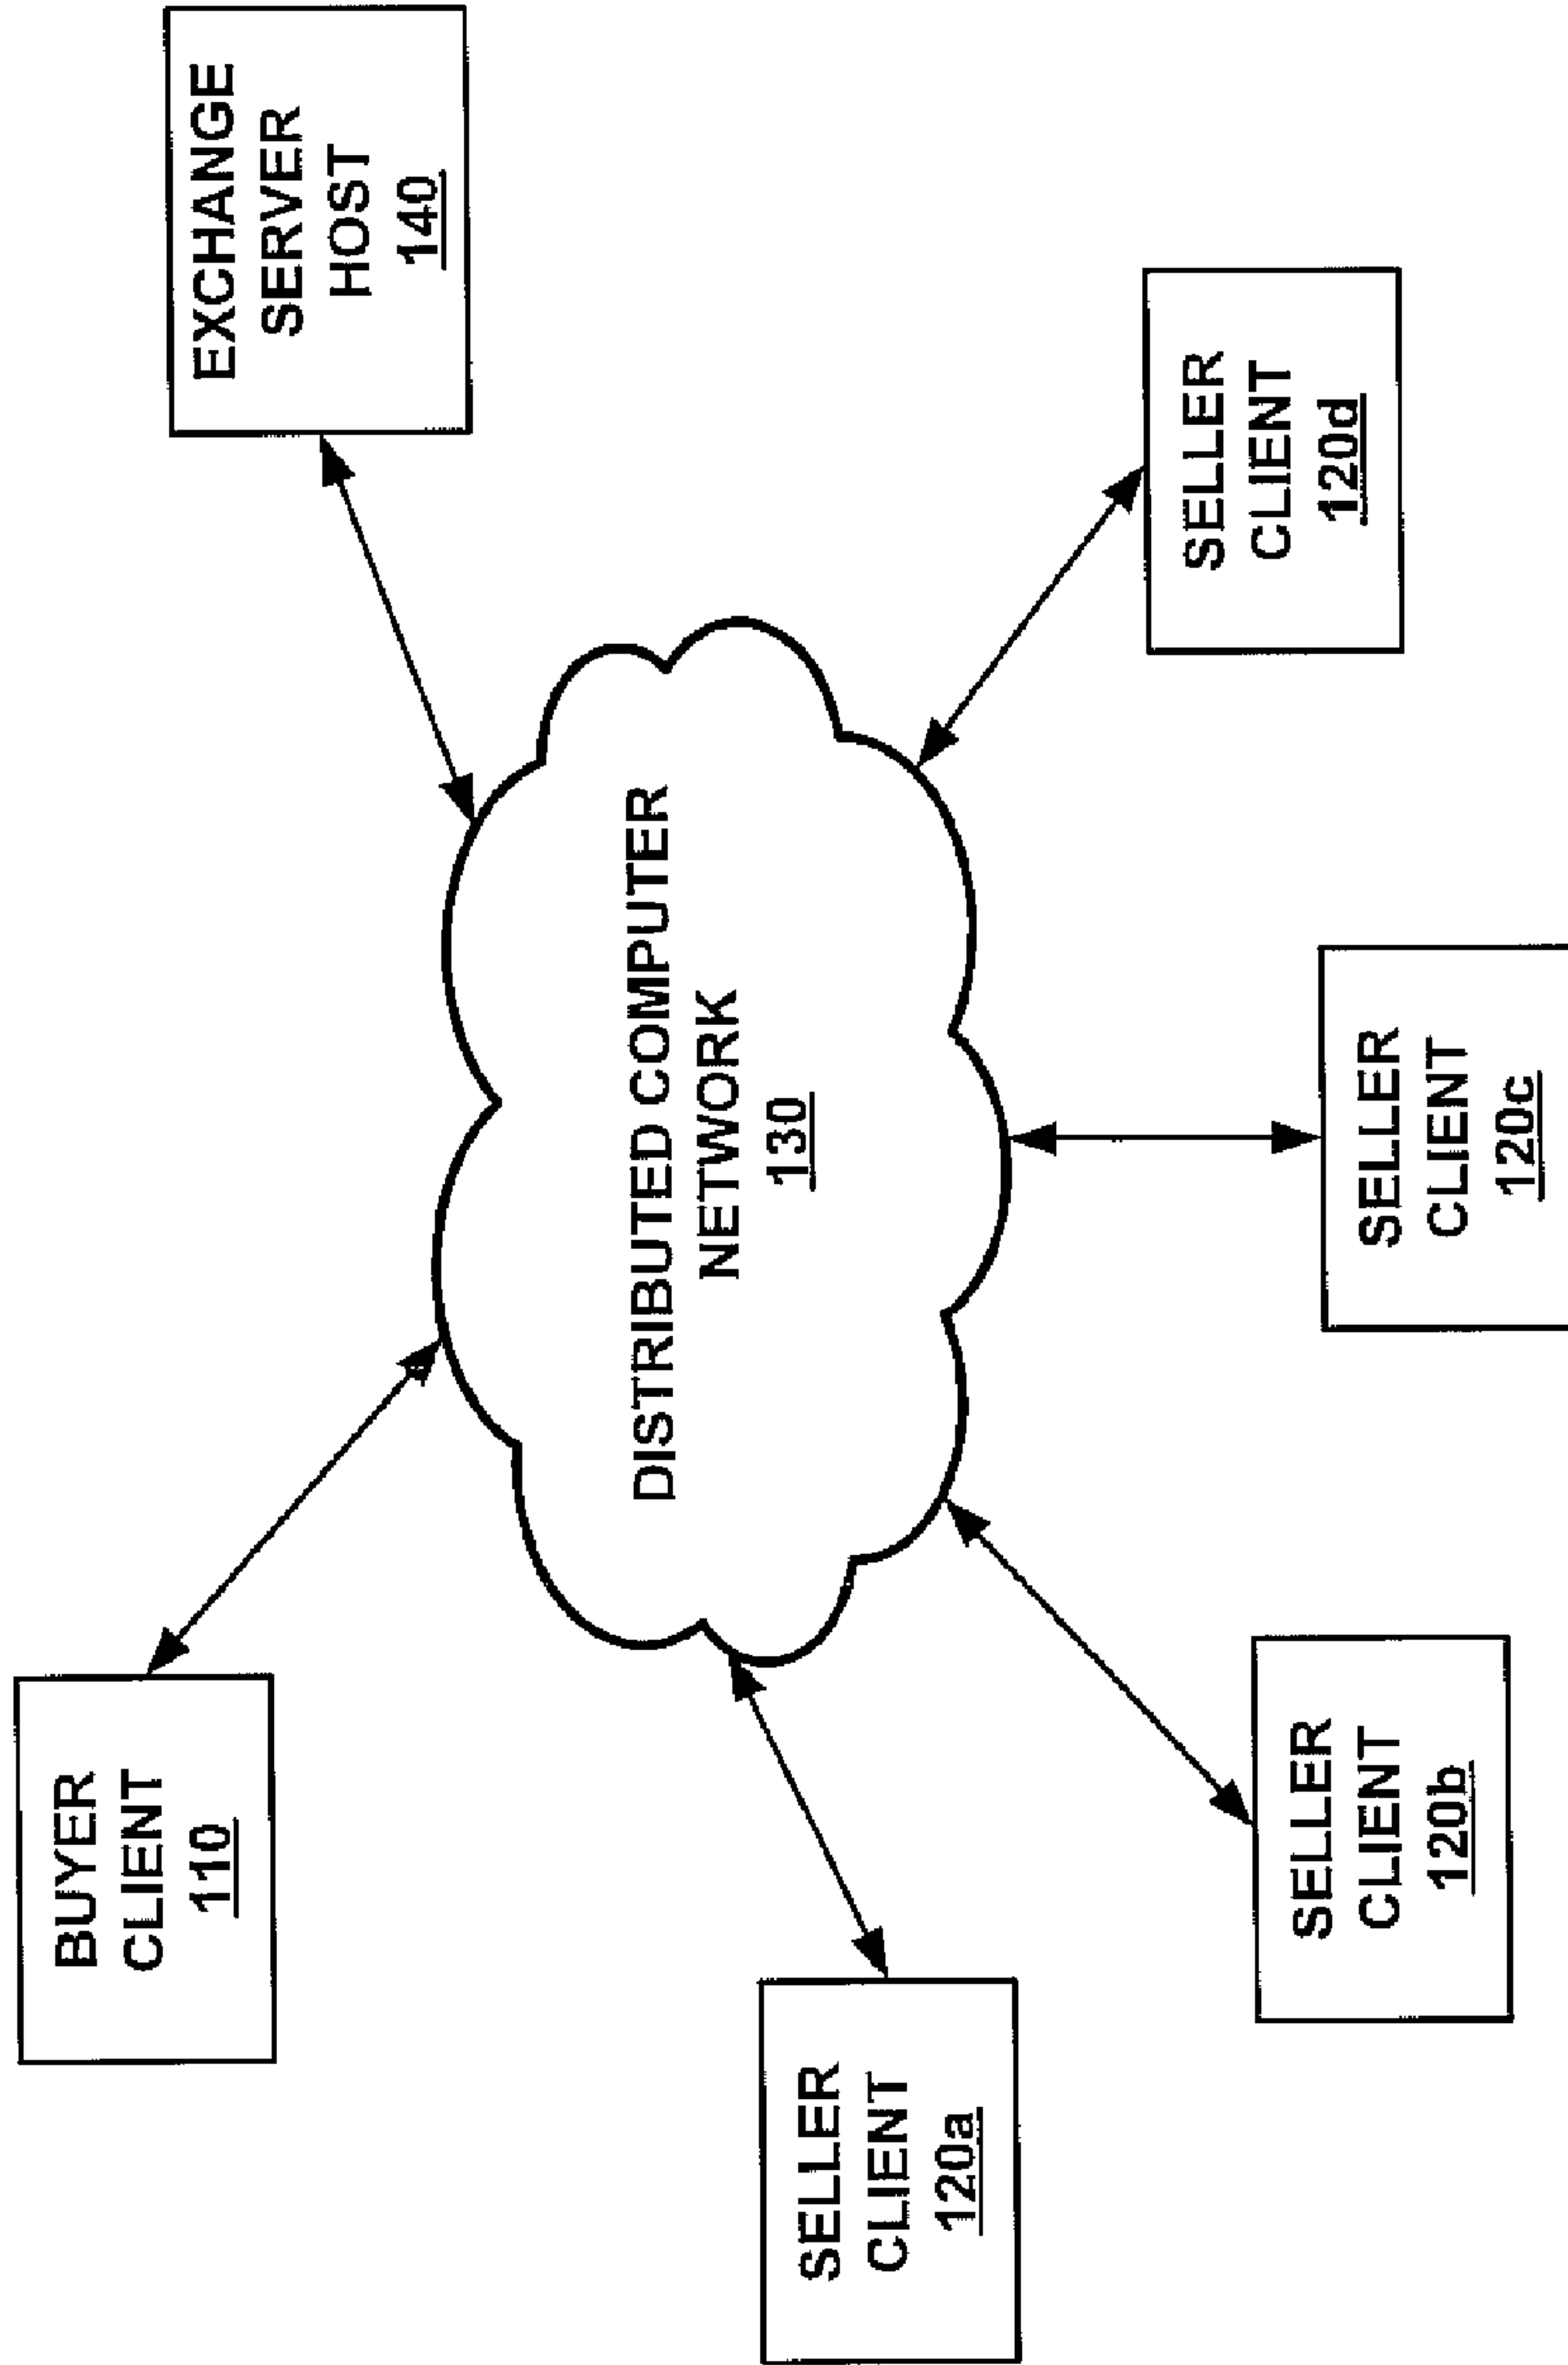 BUYER
CLIENT
110
EXCHANGE
SERVER
HOST
140
DISTRIBUTED COMPUTER
NETWORK
130
SELLER
CLIENT
120a
SELLER
CLIENT
120b
SELLER
CLIENT
120c
SELLER
CLIENT
120d